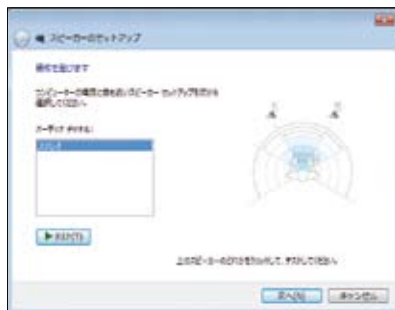 スピーカーのセットアップ
構成を選びます
コンピューターの構成と最も近いスピーカー セットアップを下から
選択してください。
オーディオ チャネル:
ステレオ
テスト(T)
上のスピーカーのどれかをクリックして、テストしてください。
次へ(N)
キャンセル